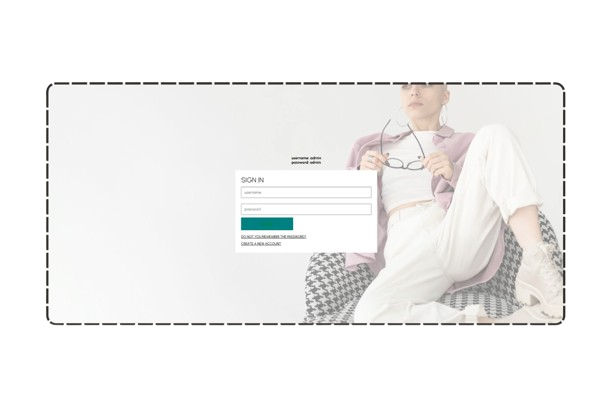 username: admin
password: admin
SIGN IN
username
password
DO NOT YOU REMEMBER THE PASSWORD?
CREATE A NEW ACCOUNT